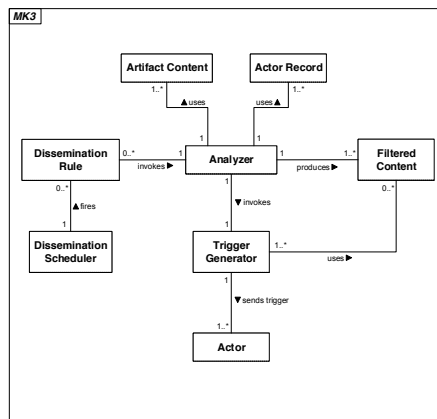 MK3
Artifact Content
Actor Record
1..*
1..*
▲uses
uses▲
1
1
Dissemination
Rule
0..*
invokes ►
1
Analyzer
1
produces ►
1..*
Filtered
Content
0..*
▲fires
1
Dissemination
Scheduler
1
▼invokes
1
Trigger
Generator
1..*
uses ►
0..*
1
▼sends trigger
1..*
Actor